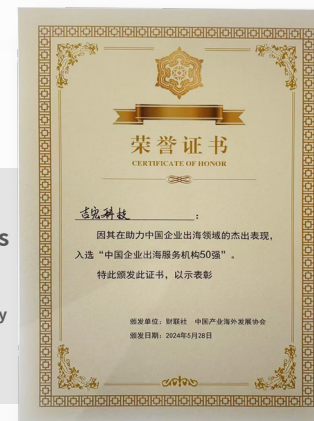 荣誉证书
CERTIFICATE OF HONOR
吉宏科技:
因其在助力中国企业出海领域的杰出表现，
入选“中国企业出海服务机构50强”。
特此颁发此证书，以示表彰
颁发单位：财联社 中国产业海外发展协会
颁发日期：2024年5月28日
s
y